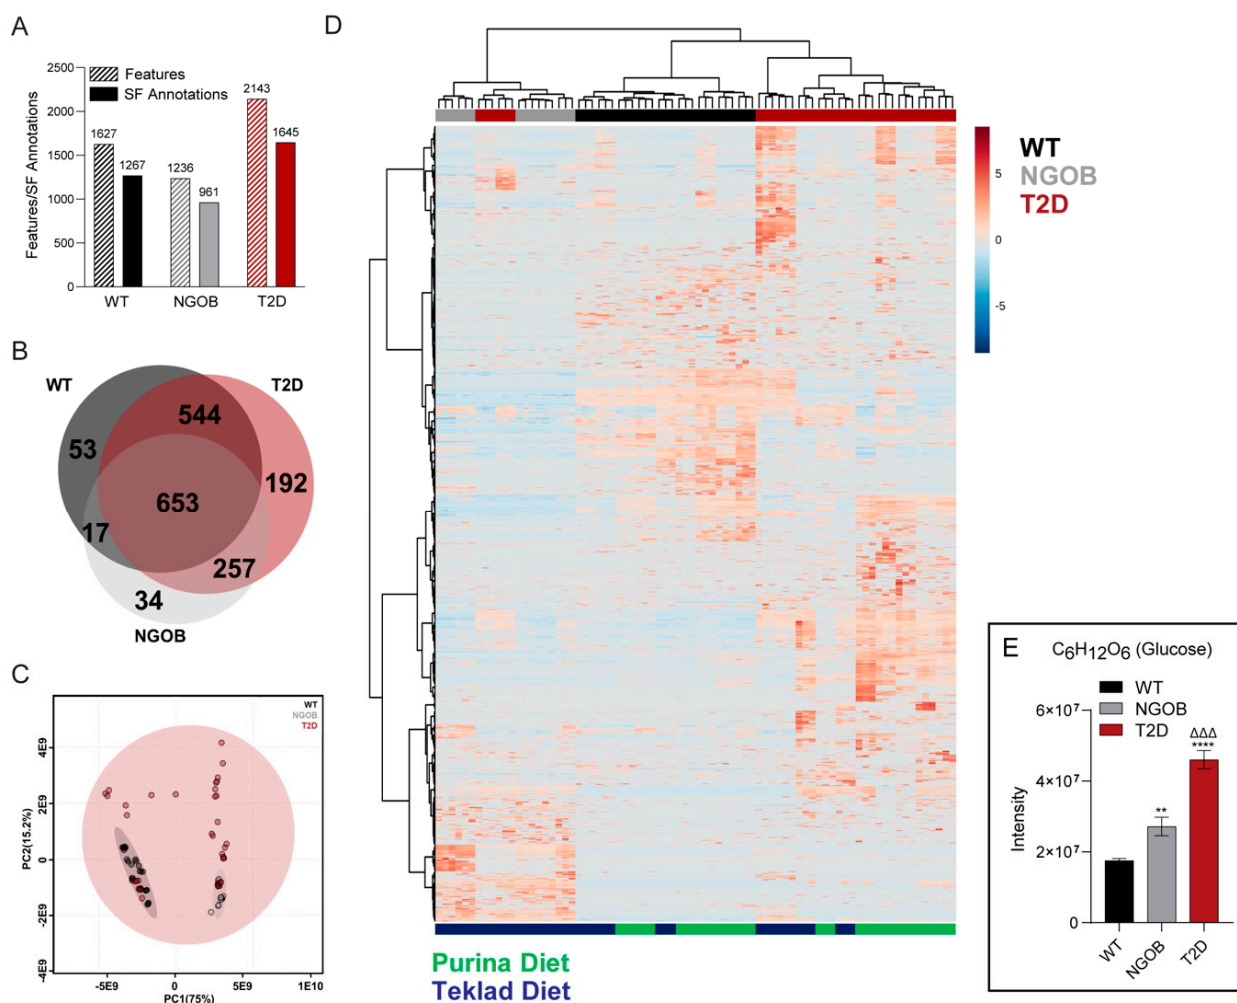 A
2500
2000
1500
1000
500
0
Features/SF Annotations
Features
SF Annotations
1627
1267
1236
961
2143
1645
WT
NGOB
T2D
B
WT
T2D
544
53
653
192
17
257
34
NGOB
C
WT
NGOB
T2D
4E9
2E9
0
-2E9
-4E9
PC2(15.2%)
-5E9
0
5E9
1E10
PC1(75%)
D
WT
NGOB
T2D
5
0
-5
Purina Diet
Teklad Diet
E
C6H12O6 (Glucose)
WT
NGOB
T2D
6×10⁷
4×10⁷
2×10⁷
0
Intensity
**
ΔΔΔ
****
WT
NGOB
T2D